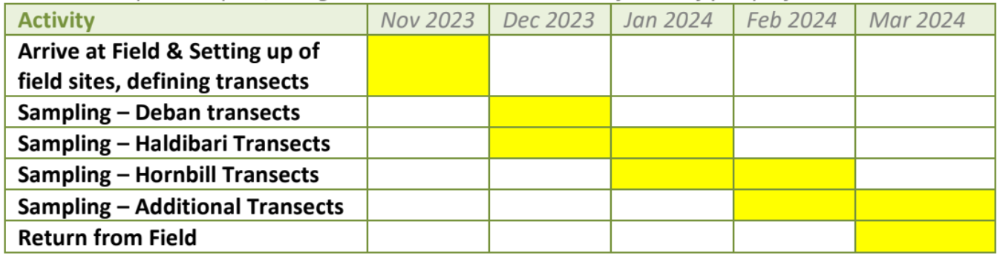 Activity Nov 2023 Dec 2023 Jan 2024 Feb 2024 Mar 2024
Arrive at Field & Setting up of
field sites, defining transects
Sampling – Deban transects
Sampling – Haldibari Transects
Sampling – Hornbill Transects
Sampling – Additional Transects
Return from Field